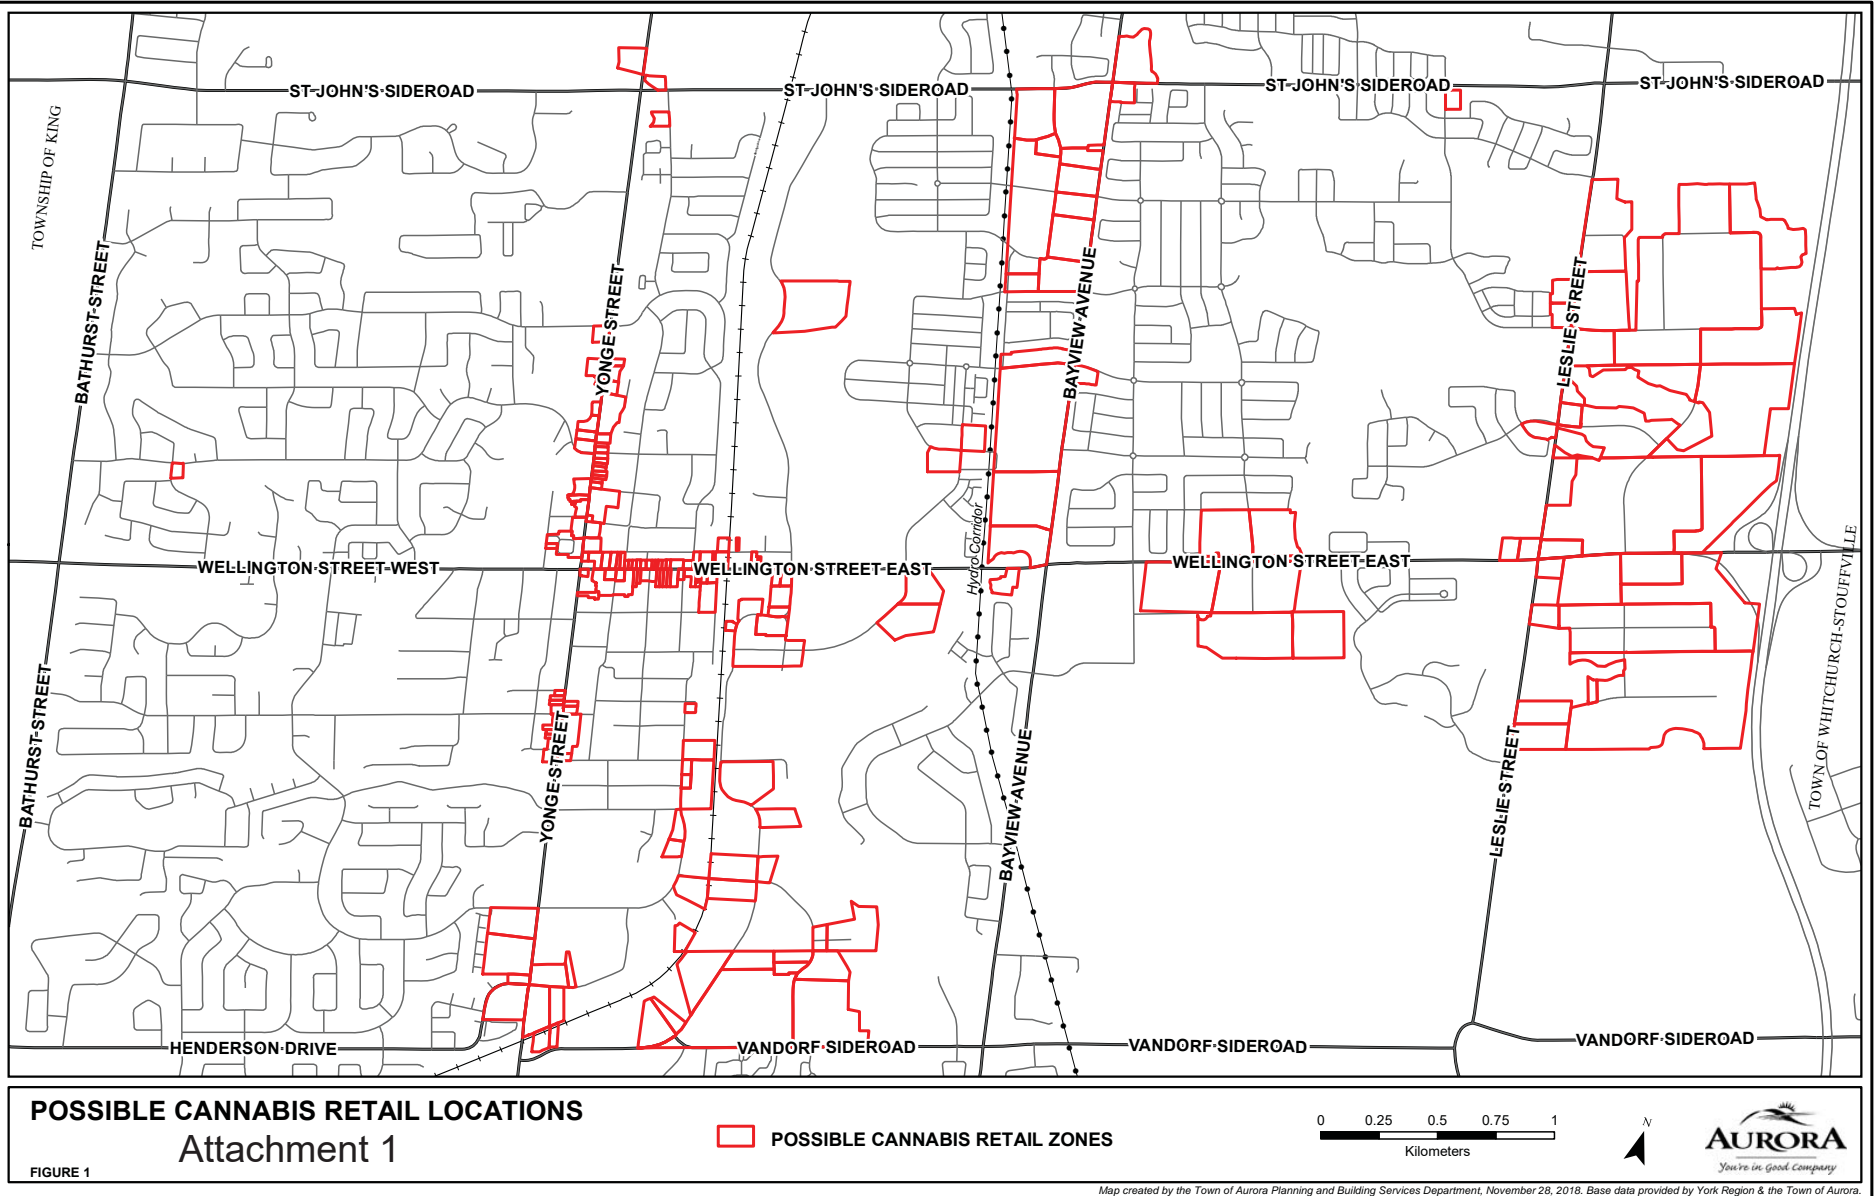 ST JOHN'S SIDEROAD
ST JOHN'S SIDEROAD
ST JOHN'S SIDEROAD
ST JOHN'S SIDEROAD
TOWNSHIP OF KING
BATHURST STREET
YONGE STREET
BAYVIEW AVENUE
LESLIE STREET
Hydro Corridor
WELLINGTON STREET WEST
WELLINGTON STREET EAST
WELLINGTON STREET EAST
TOWN OF WHITCHURCH-STOUFFVILLE
BATHURST STREET
YONGE STREET
BAYVIEW AVENUE
LESLIE STREET
HENDERSON DRIVE
VANDORF SIDEROAD
VANDORF SIDEROAD
VANDORF SIDEROAD
POSSIBLE CANNABIS RETAIL LOCATIONS
Attachment 1
FIGURE 1
POSSIBLE CANNABIS RETAIL ZONES
0 0.25 0.5 0.75 1
Kilometers
N
AURORA
You're in Good Company
Map created by the Town of Aurora Planning and Building Services Department, November 28, 2018. Base data provided by York Region & the Town of Aurora.